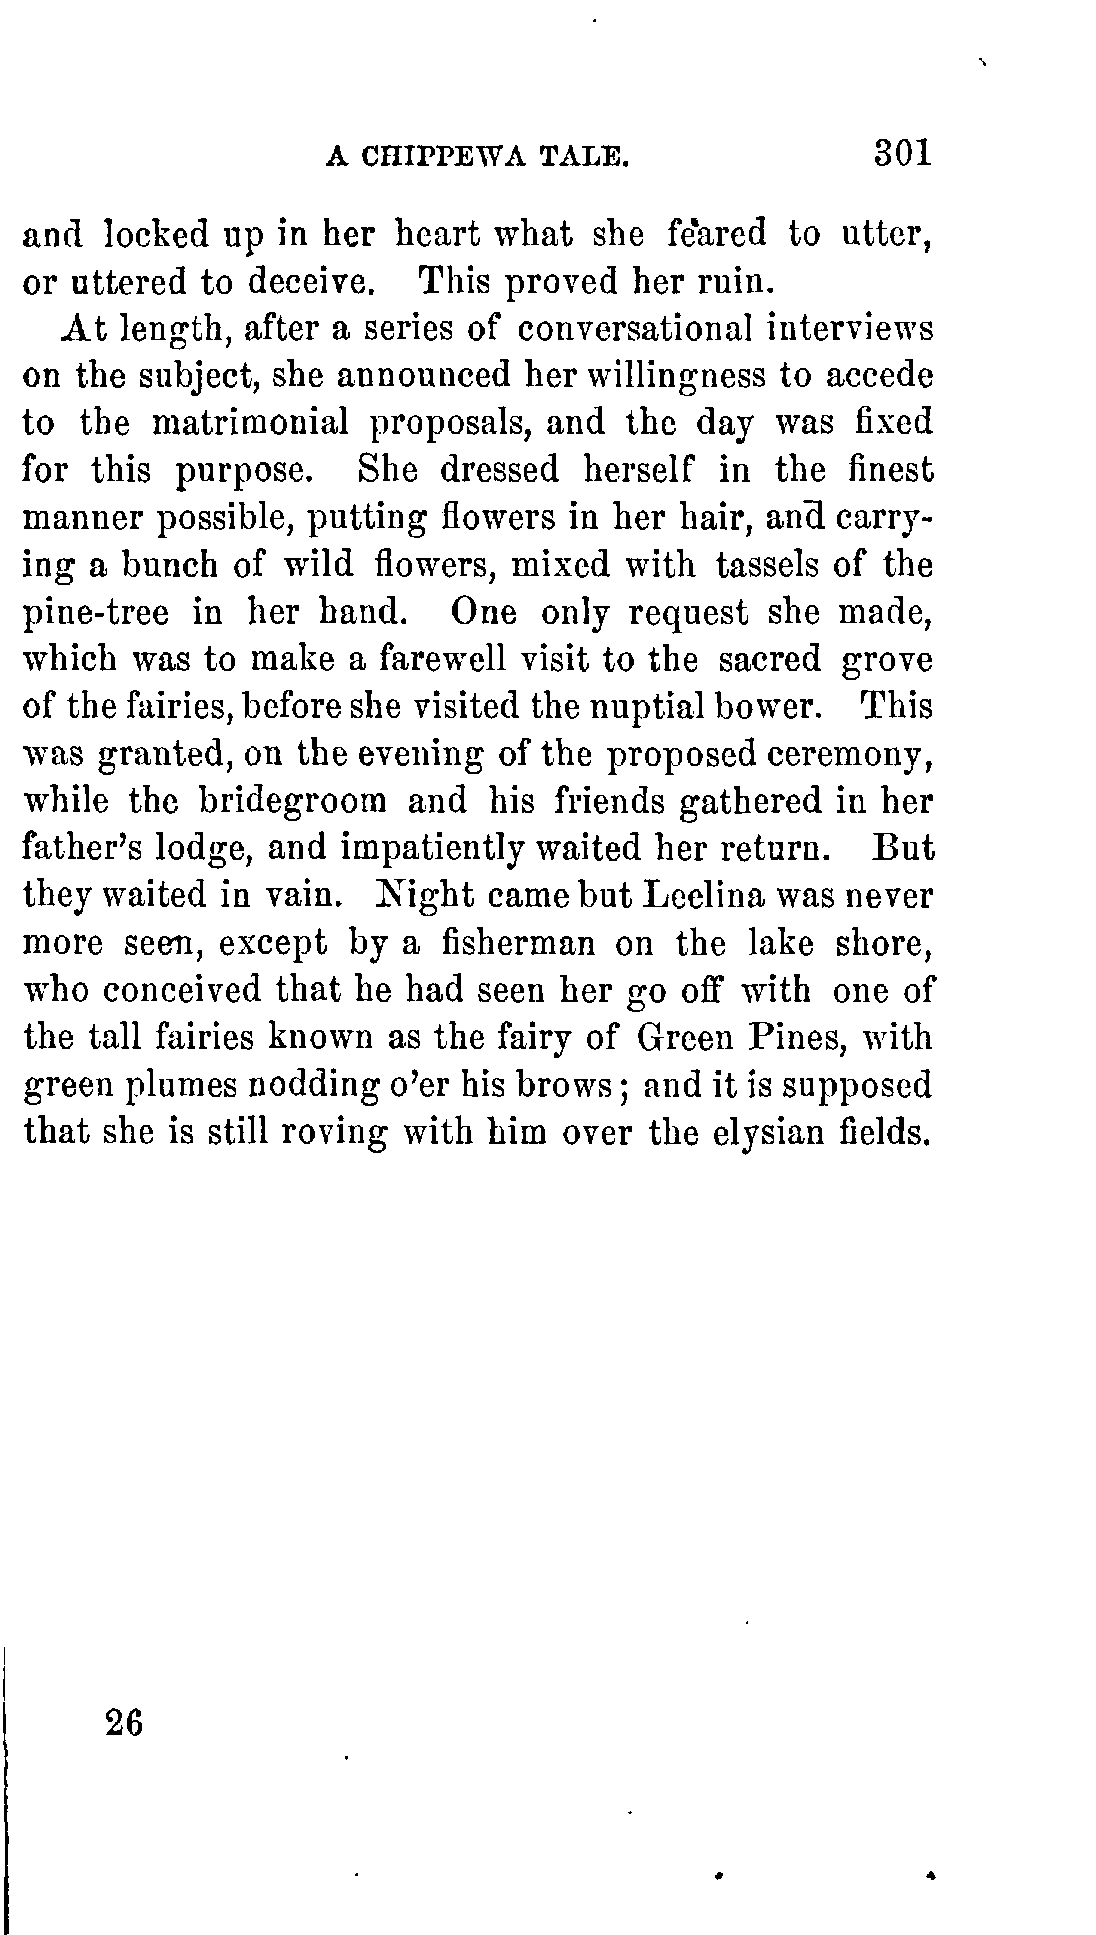 A CHIPPEWA TALE. 301
and locked up in her heart what she feared to utter,
or uttered to deceive. This proved her ruin.
At length, after a series of conversational interviews
on the subject, she announced her willingness to accede
to the matrimonial proposals, and the day was fixed
for this purpose. She dressed herself in the finest
manner possible, putting flowers in her hair, and carry-
ing a bunch of wild flowers, mixed with tassels of the
pine-tree in her hand. One only request she made,
which was to make a farewell visit to the sacred grove
of the fairies, before she visited the nuptial bower. This
was granted, on the evening of the proposed ceremony,
while the bridegroom and his friends gathered in her
father's lodge, and impatiently waited her return. But
they waited in vain. Night came but Leelina was never
more seen, except by a fisherman on the lake shore,
who conceived that he had seen her go off with one of
the tall fairies known as the fairy of Green Pines, with
green plumes nodding o'er his brows; and it is supposed
that she is still roving with him over the elysian fields.
26